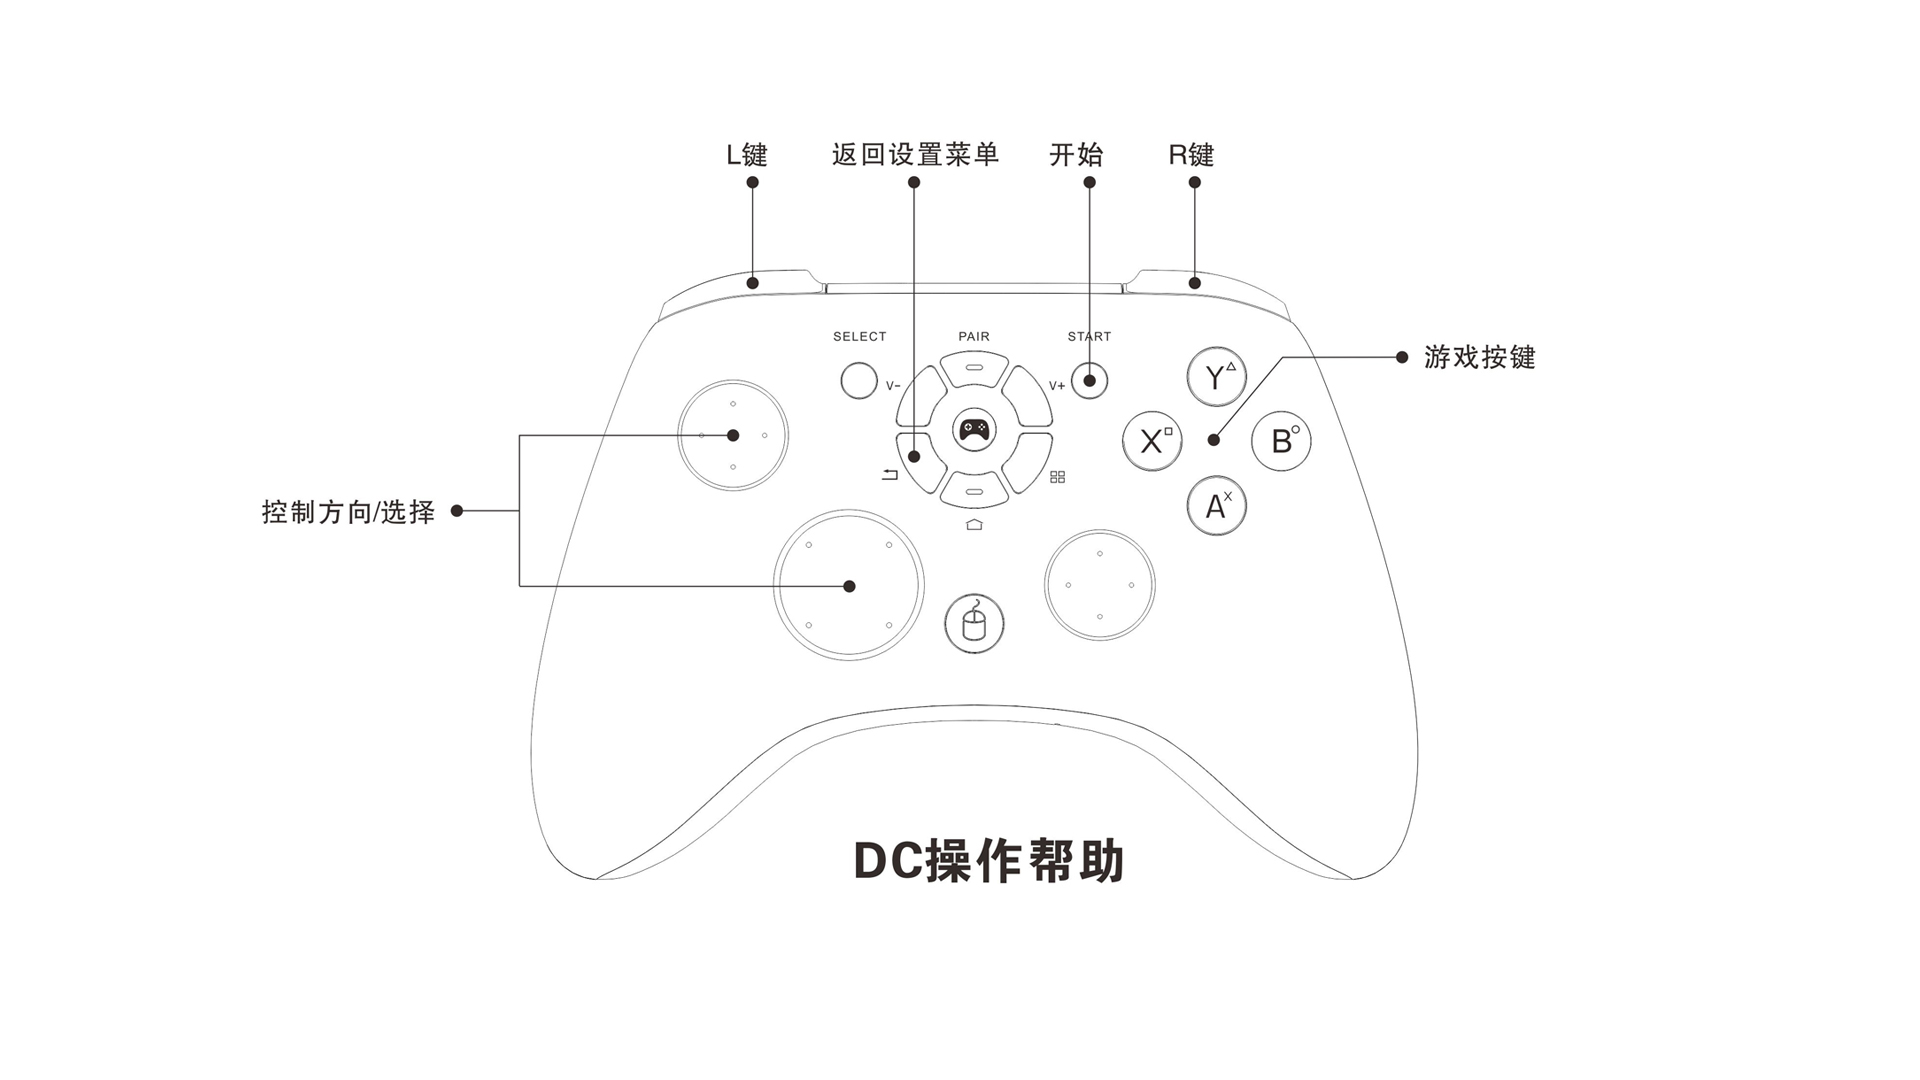 L键 返回设置菜单 开始 R键
SELECT PAIR START
V- V+
游戏按键
Y△
X□ B○
A×
控制方向/选择
DC操作帮助